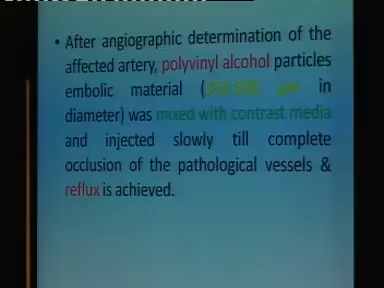 • After angiographic determination of the
affected artery, polyvinyl alcohol particles
embolic material ( in
diameter) was mixed with contrast media
and injected slowly till complete
occlusion of the pathological vessels &
reflux is achieved.